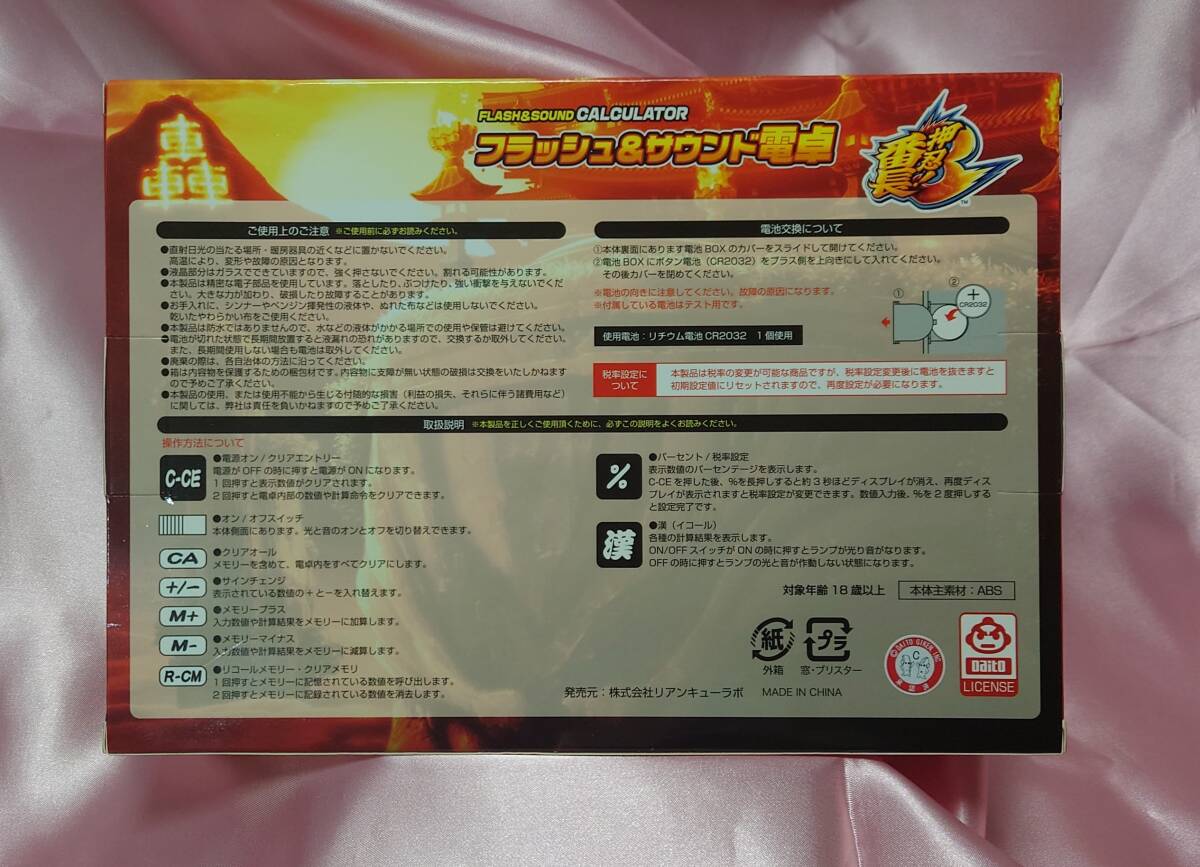 FLASH&SOUND CALCULATOR
フラッシュ&サウンド電卓
押忍!
番長
3
TM
ご使用上のご注意 ※ご使用前に必ずお読みください。
●直射日光の当たる場所・暖房器具の近くなどに置かないでください。
高温により、変形や故障の原因となります。
●液晶部分はガラスでできていますので、強く押さないでください。割れる可能性があります。
●本製品は精密な電子部品を使用しています。落としたり、ぶつけたり、強い衝撃を与えないでく
ださい。大きな力が加わり、破損したり故障することがあります。
●お手入れに、シンナーやベンジン揮発性の液体や、ぬれた布などは使用しないでください。
乾いたやわらかい布をご使用ください。
●本製品は防水ではありませんので、水などの液体がかかる場所での使用や保管は避けてください。
●電池が切れた状態で長期間放置すると液漏れの恐れがありますので、交換するか取外してください。
また、長期間使用しない場合も電池は取外してください。
●廃棄の際は、各自治体の方法に沿ってください。
●箱は内容物を保護するための梱包材です。内容物に支障が無い状態の破損は交換をいたしかねます
ので予めご了承ください。
●本製品の使用、または使用不能から生じる付随的な損害（利益の損失、それらに伴う諸費用など）
に関しては、弊社は責任を負いかねますので予めご了承ください。
電池交換について
①本体裏面にあります電池BOXのカバーをスライドして開けてください。
②電池BOXにボタン電池（CR2032）をプラス側を上向きにして入れてください。
その後カバーを閉めてください。
※電池の向きに注意してください。故障の原因になります。
※付属している電池はテスト用です。
① ②
+
CR2032
使用電池：リチウム電池CR2032 1個使用
税率設定に
ついて
本製品は税率の変更が可能な商品ですが、税率設定変更後に電池を抜きますと
初期設定値にリセットされますので、再度設定が必要になります。
取扱説明 ※本製品を正しくご使用頂くために、必ずこの説明をよくお読みください。
操作方法について
C-CE
●電源オン/クリアエントリー
電源がOFFの時に押すと電源がONになります。
1回押すと表示数値がクリアされます。
2回押すと電卓内部の数値や計算命令をクリアできます。
●オン/オフスイッチ
本体側面にあります。光と音のオンとオフを切り替えできます。
CA
●クリアオール
メモリーを含めて、電卓内をすべてクリアにします。
+/−
●サインチェンジ
表示されている数値の+と−を入れ替えます。
M+
●メモリープラス
入力数値や計算結果をメモリーに加算します。
M-
●メモリーマイナス
入力数値や計算結果をメモリーに減算します。
R-CM
●リコールメモリー・クリアメモリ
1回押すとメモリーに記憶されている数値を呼び出します。
2回押すとメモリーに記録されている数値を消去します。
%
●パーセント/税率設定
表示数値のパーセンテージを表示します。
C-CEを押した後、%を長押しすると約3秒ほどディスプレイが消え、再度ディス
プレイが表示されますと税率設定が変更できます。数値入力後、%を2度押しする
と設定完了です。
漢
●漢（イコール）
各種の計算結果を表示します。
ON/OFFスイッチがONの時に押すとランプが光り音がなります。
OFFの時に押すとランプの光と音が作動しない状態になります。
対象年齢18歳以上
本体主素材：ABS
紙
外箱
プラ
窓・ブリスター
発売元：株式会社リアンキューラボ MADE IN CHINA
©DAITO GIKEN, INC.
C
承認済
Daito
LICENSE